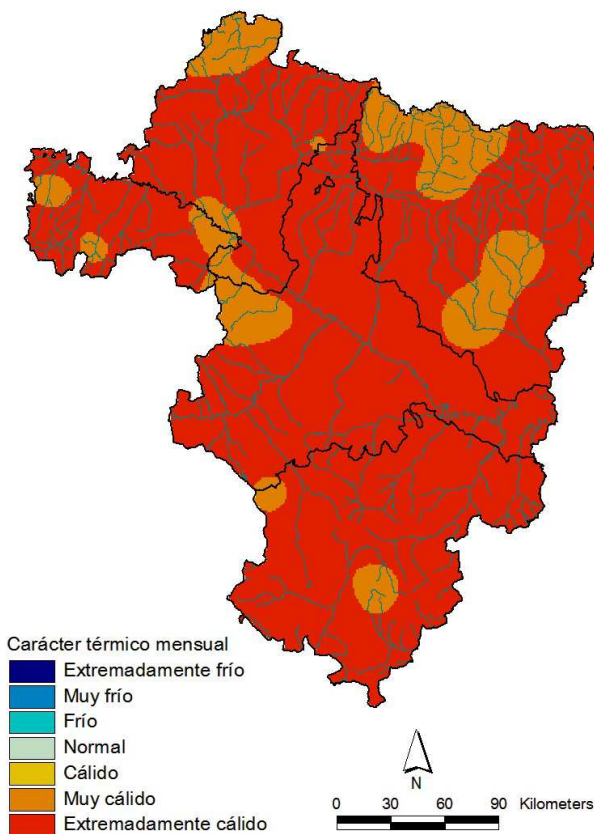 Carácter térmico mensual
Extremadamente frío
Muy frío
Frío
Normal
Cálido
Muy cálido
Extremadamente cálido
N
0 30 60 90 Kilometers